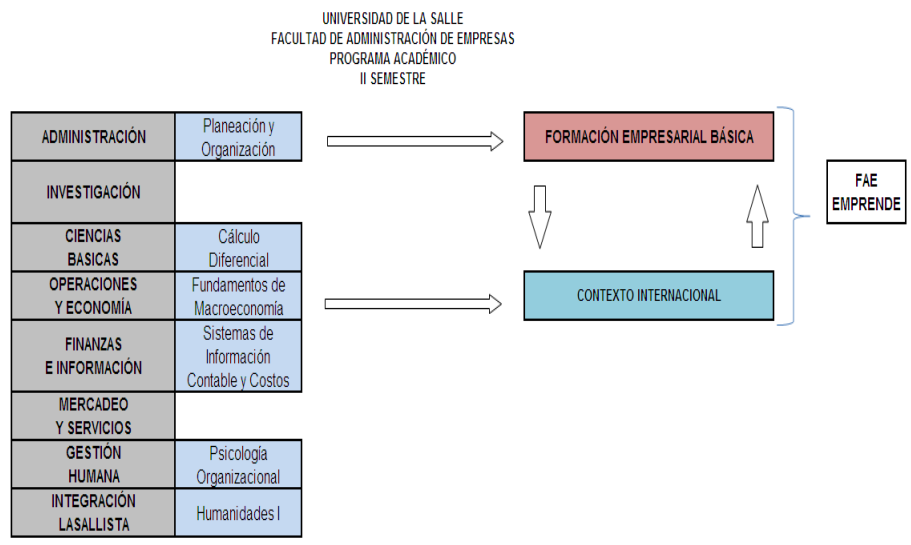 UNIVERSIDAD DE LA SALLE
FACULTAD DE ADMINISTRACIÓN DE EMPRESAS
PROGRAMA ACADÉMICO
II SEMESTRE
ADMINISTRACIÓN
Planeación y
Organización
FORMACIÓN EMPRESARIAL BÁSICA
FAE
EMPRENDE
INVESTIGACIÓN
CIENCIAS
BASICAS
Cálculo
Diferencial
OPERACIONES
Y ECONOMÍA
Fundamentos de
Macroeconomía
CONTEXTO INTERNACIONAL
FINANZAS
E INFORMACIÓN
Sistemas de
Información
Contable y Costos
MERCADEO
Y SERVICIOS
GESTIÓN
HUMANA
Psicología
Organizacional
INTEGRACIÓN
LASALLISTA
Humanidades I